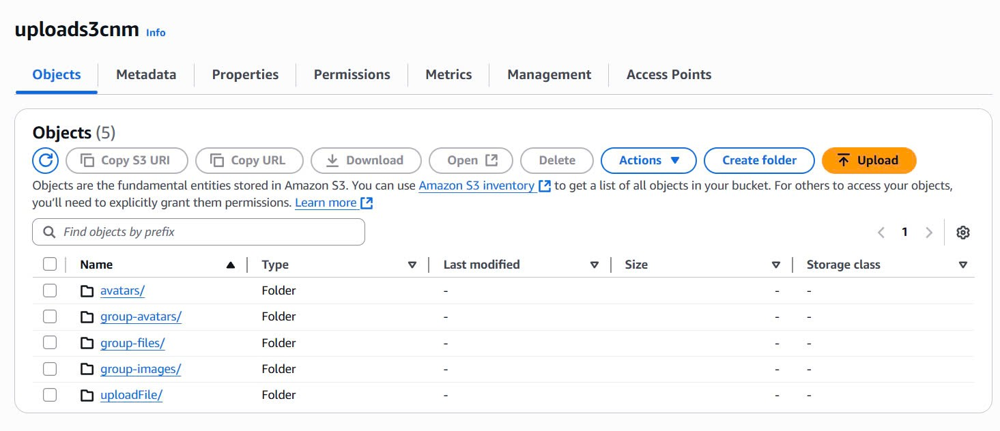 uploads3cnm Info
Objects Metadata Properties Permissions Metrics Management Access Points
Objects (5)
Copy S3 URI Copy URL Download Open Delete Actions Create folder Upload
Objects are the fundamental entities stored in Amazon S3. You can use Amazon S3 inventory to get a list of all objects in your bucket. For others to access your objects,
you’ll need to explicitly grant them permissions. Learn more
Find objects by prefix 1
Name Type Last modified Size Storage class
avatars/ Folder - - -
group-avatars/ Folder - - -
group-files/ Folder - - -
group-images/ Folder - - -
uploadFile/ Folder - - -